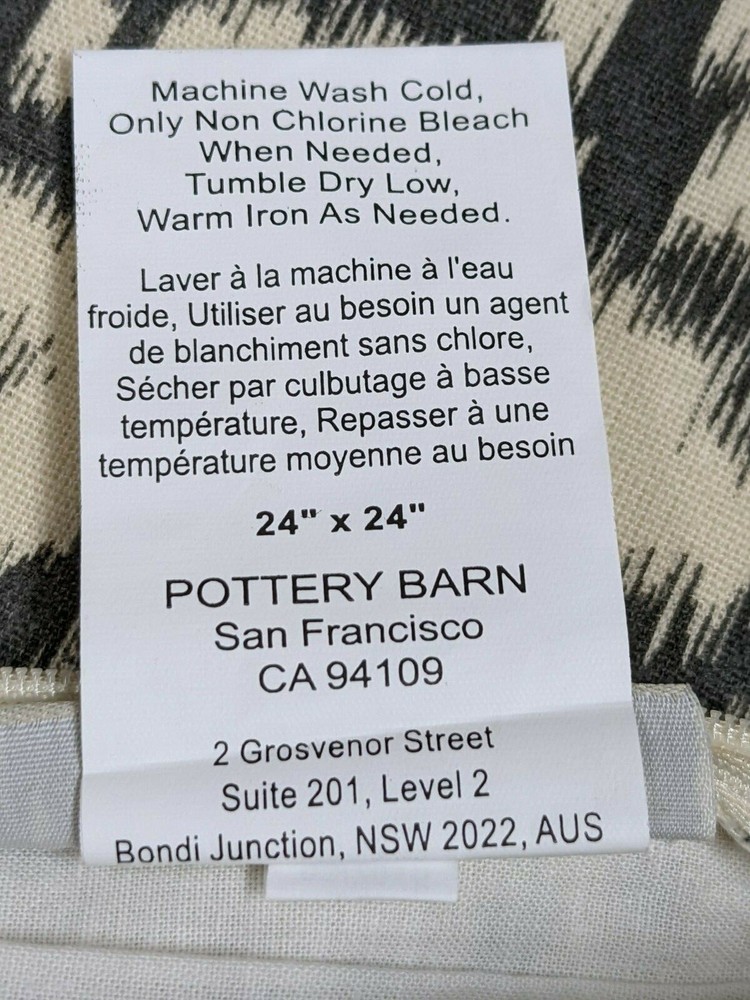 Machine Wash Cold,
Only Non Chlorine Bleach
When Needed,
Tumble Dry Low,
Warm Iron As Needed.
Laver à la machine à l'eau
froide, Utiliser au besoin un agent
de blanchiment sans chlore,
Sécher par culbutage à basse
température, Repasser à une
température moyenne au besoin
24" x 24"
POTTERY BARN
San Francisco
CA 94109
2 Grosvenor Street
Suite 201, Level 2
Bondi Junction, NSW 2022, AUS